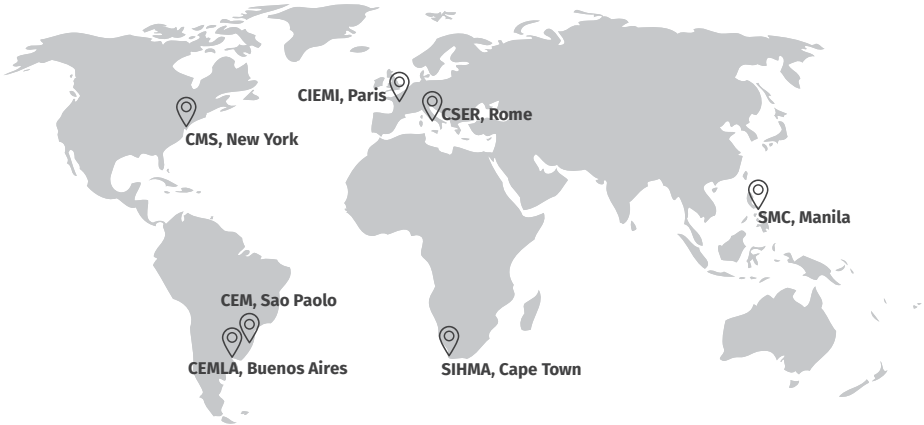 CIEMI, Paris
CSER, Rome
CMS, New York
SMC, Manila
CEM, Sao Paolo
CEMLA, Buenos Aires
SIHMA, Cape Town